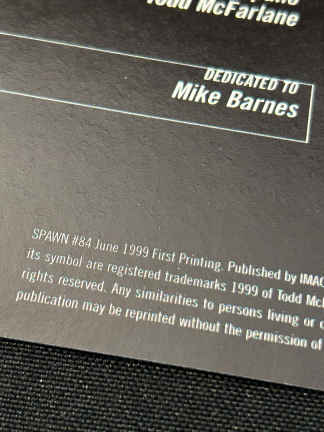 Todd McFarlane
DEDICATED TO
Mike Barnes
SPAWN #84 June 1999 First Printing. Published by IMAG
its symbol are registered trademarks 1999 of Todd McF
rights reserved. Any similarities to persons living or d
publication may be reprinted without the permission of